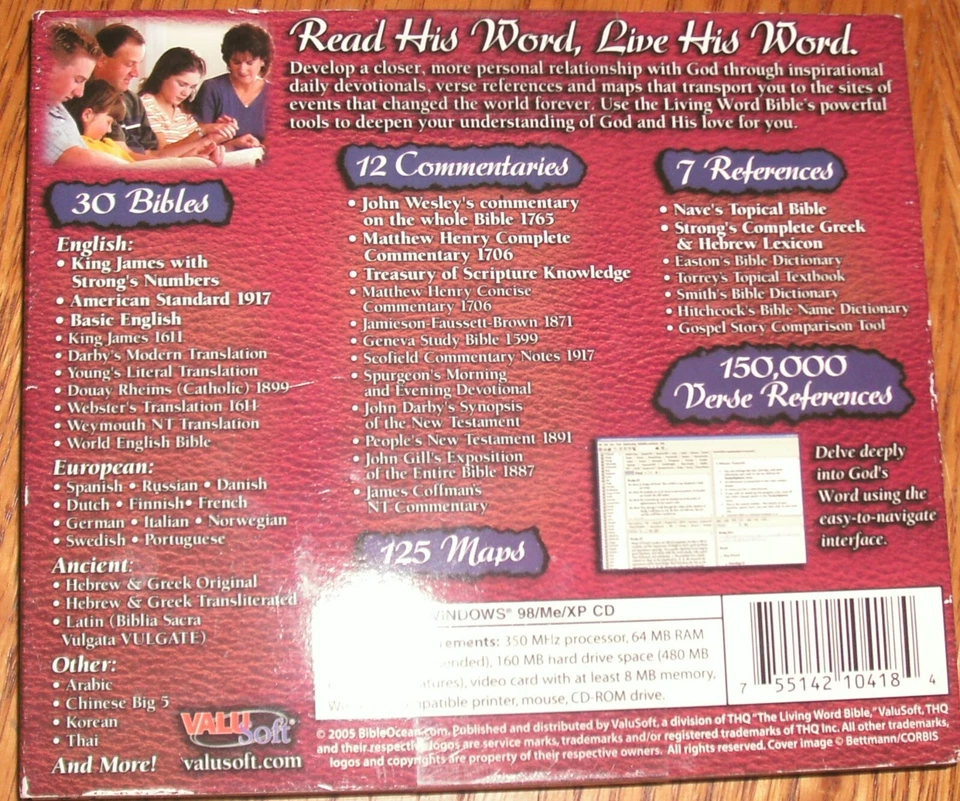 Read His Word, Live His Word.
Develop a closer, more personal relationship with God through inspirational
daily devotionals, verse references and maps that transport you to the sites of
events that changed the world forever. Use the Living Word Bible's powerful
tools to deepen your understanding of God and His love for you.
30 Bibles
English:
• King James with
Strong's Numbers
• American Standard 1917
• Basic English
• King James 1611
• Darby's Modern Translation
• Young's Literal Translation
• Douay Rheims (Catholic) 1899
• Webster's Translation 1611
• Weymouth NT Translation
• World English Bible
European:
• Spanish • Russian • Danish
• Dutch • Finnish • French
• German • Italian • Norwegian
• Swedish • Portuguese
Ancient:
• Hebrew & Greek Original
• Hebrew & Greek Transliterated
• Latin (Biblia Sacra
Vulgata VULGATE)
Other:
• Arabic
• Chinese Big 5
• Korean
• Thai
And More!
12 Commentaries
• John Wesley's commentary
on the whole Bible 1765
• Matthew Henry Complete
Commentary 1706
• Treasury of Scripture Knowledge
• Matthew Henry Concise
Commentary 1706
• Jamieson-Faussett-Brown 1871
• Geneva Study Bible 1599
• Scofield Commentary Notes 1917
• Spurgeon's Morning
and Evening Devotional
• John Darby's Synopsis
of the New Testament
• People's New Testament 1891
• John Gill's Exposition
of the Entire Bible 1887
• James Coffman's
NT Commentary
125 Maps
7 References
• Nave's Topical Bible
• Strong's Complete Greek
& Hebrew Lexicon
• Easton's Bible Dictionary
• Torrey's Topical Textbook
• Smith's Bible Dictionary
• Hitchcock's Bible Name Dictionary
• Gospel Story Comparison Tool
150,000
Verse References
Delve deeply
into God's
Word using the
easy-to-navigate
interface.
WINDOWS® 98/Me/XP CD
350 MHz processor, 64 MB RAM
160 MB hard drive space (480 MB
video card with at least 8 MB memory.
printer, mouse, CD-ROM drive.
7 55142 10418 4
VALU Soft®
valusoft.com
© 2005 BibleOcean.com. Published and distributed by ValuSoft, a division of THQ "The Living Word Bible," ValuSoft, THQ
and their respective logos are service marks, trademarks and/or registered trademarks of THQ Inc. All other trademarks,
logos and copyrights are property of their respective owners. All rights reserved. Cover image © Bettmann/CORBIS